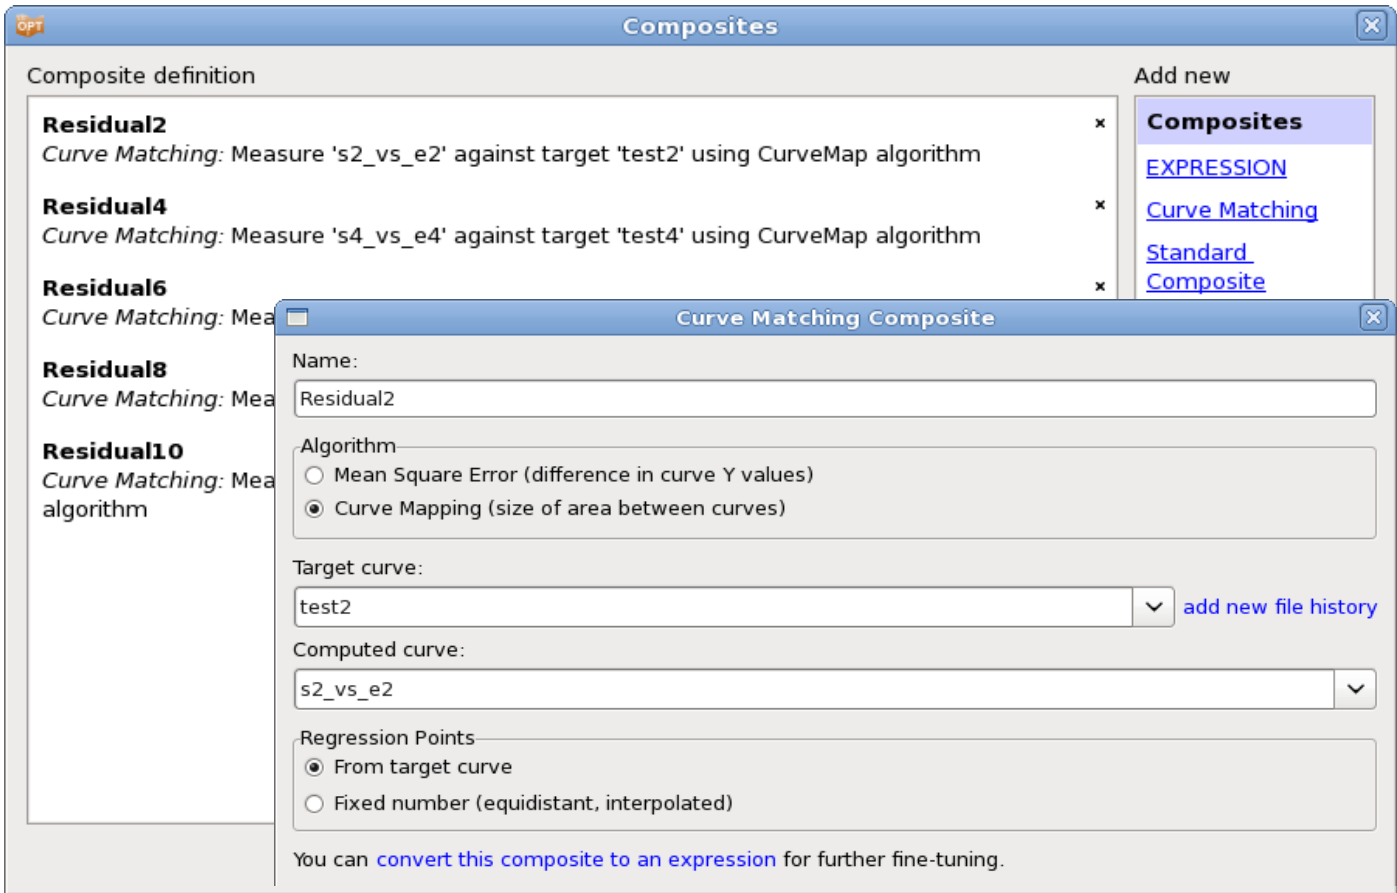 OPT
Composites
Composite definition
Add new
Residual2
Curve Matching: Measure 's2_vs_e2' against target 'test2' using CurveMap algorithm
Residual4
Curve Matching: Measure 's4_vs_e4' against target 'test4' using CurveMap algorithm
Residual6
Curve Matching: Mea
Residual8
Curve Matching: Mea
Residual10
Curve Matching: Mea
algorithm
Composites
EXPRESSION
Curve Matching
Standard
Composite
Curve Matching Composite
Name:
Residual2
Algorithm
Mean Square Error (difference in curve Y values)
Curve Mapping (size of area between curves)
Target curve:
test2
add new file history
Computed curve:
s2_vs_e2
Regression Points
From target curve
Fixed number (equidistant, interpolated)
You can convert this composite to an expression for further fine-tuning.